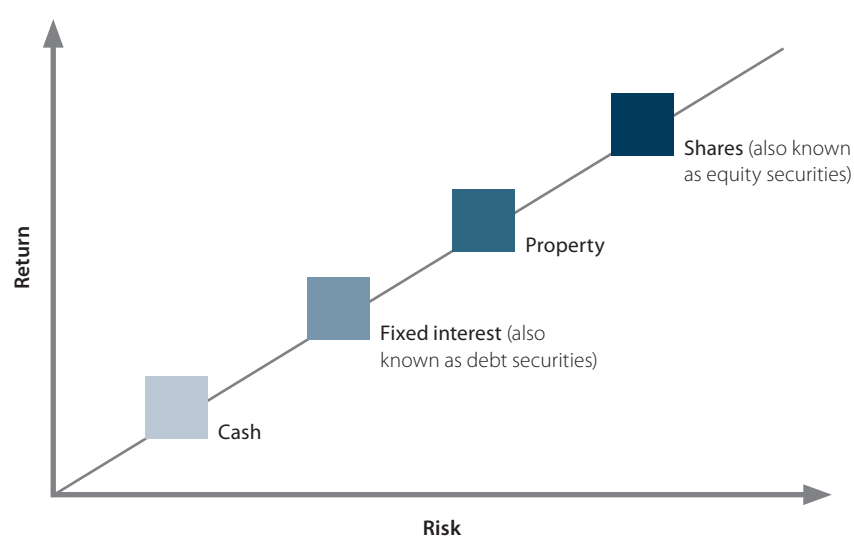 Return
Shares (also known
as equity securities)
Property
Fixed interest (also
known as debt securities)
Cash
Risk